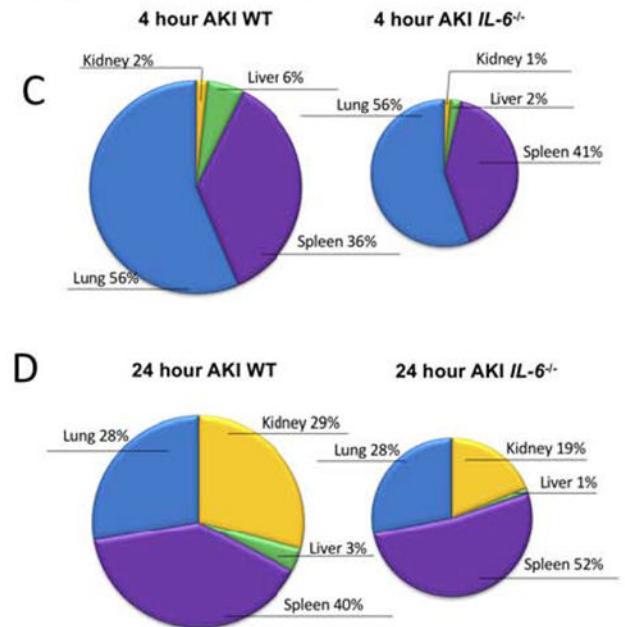 4 hour AKI WT
4 hour AKI IL-6-/-
C
Kidney 2%
Liver 6%
Spleen 36%
Lung 56%
Kidney 1%
Lung 56%
Liver 2%
Spleen 41%
D
24 hour AKI WT
24 hour AKI IL-6-/-
Lung 28%
Kidney 29%
Liver 3%
Spleen 40%
Lung 28%
Kidney 19%
Liver 1%
Spleen 52%